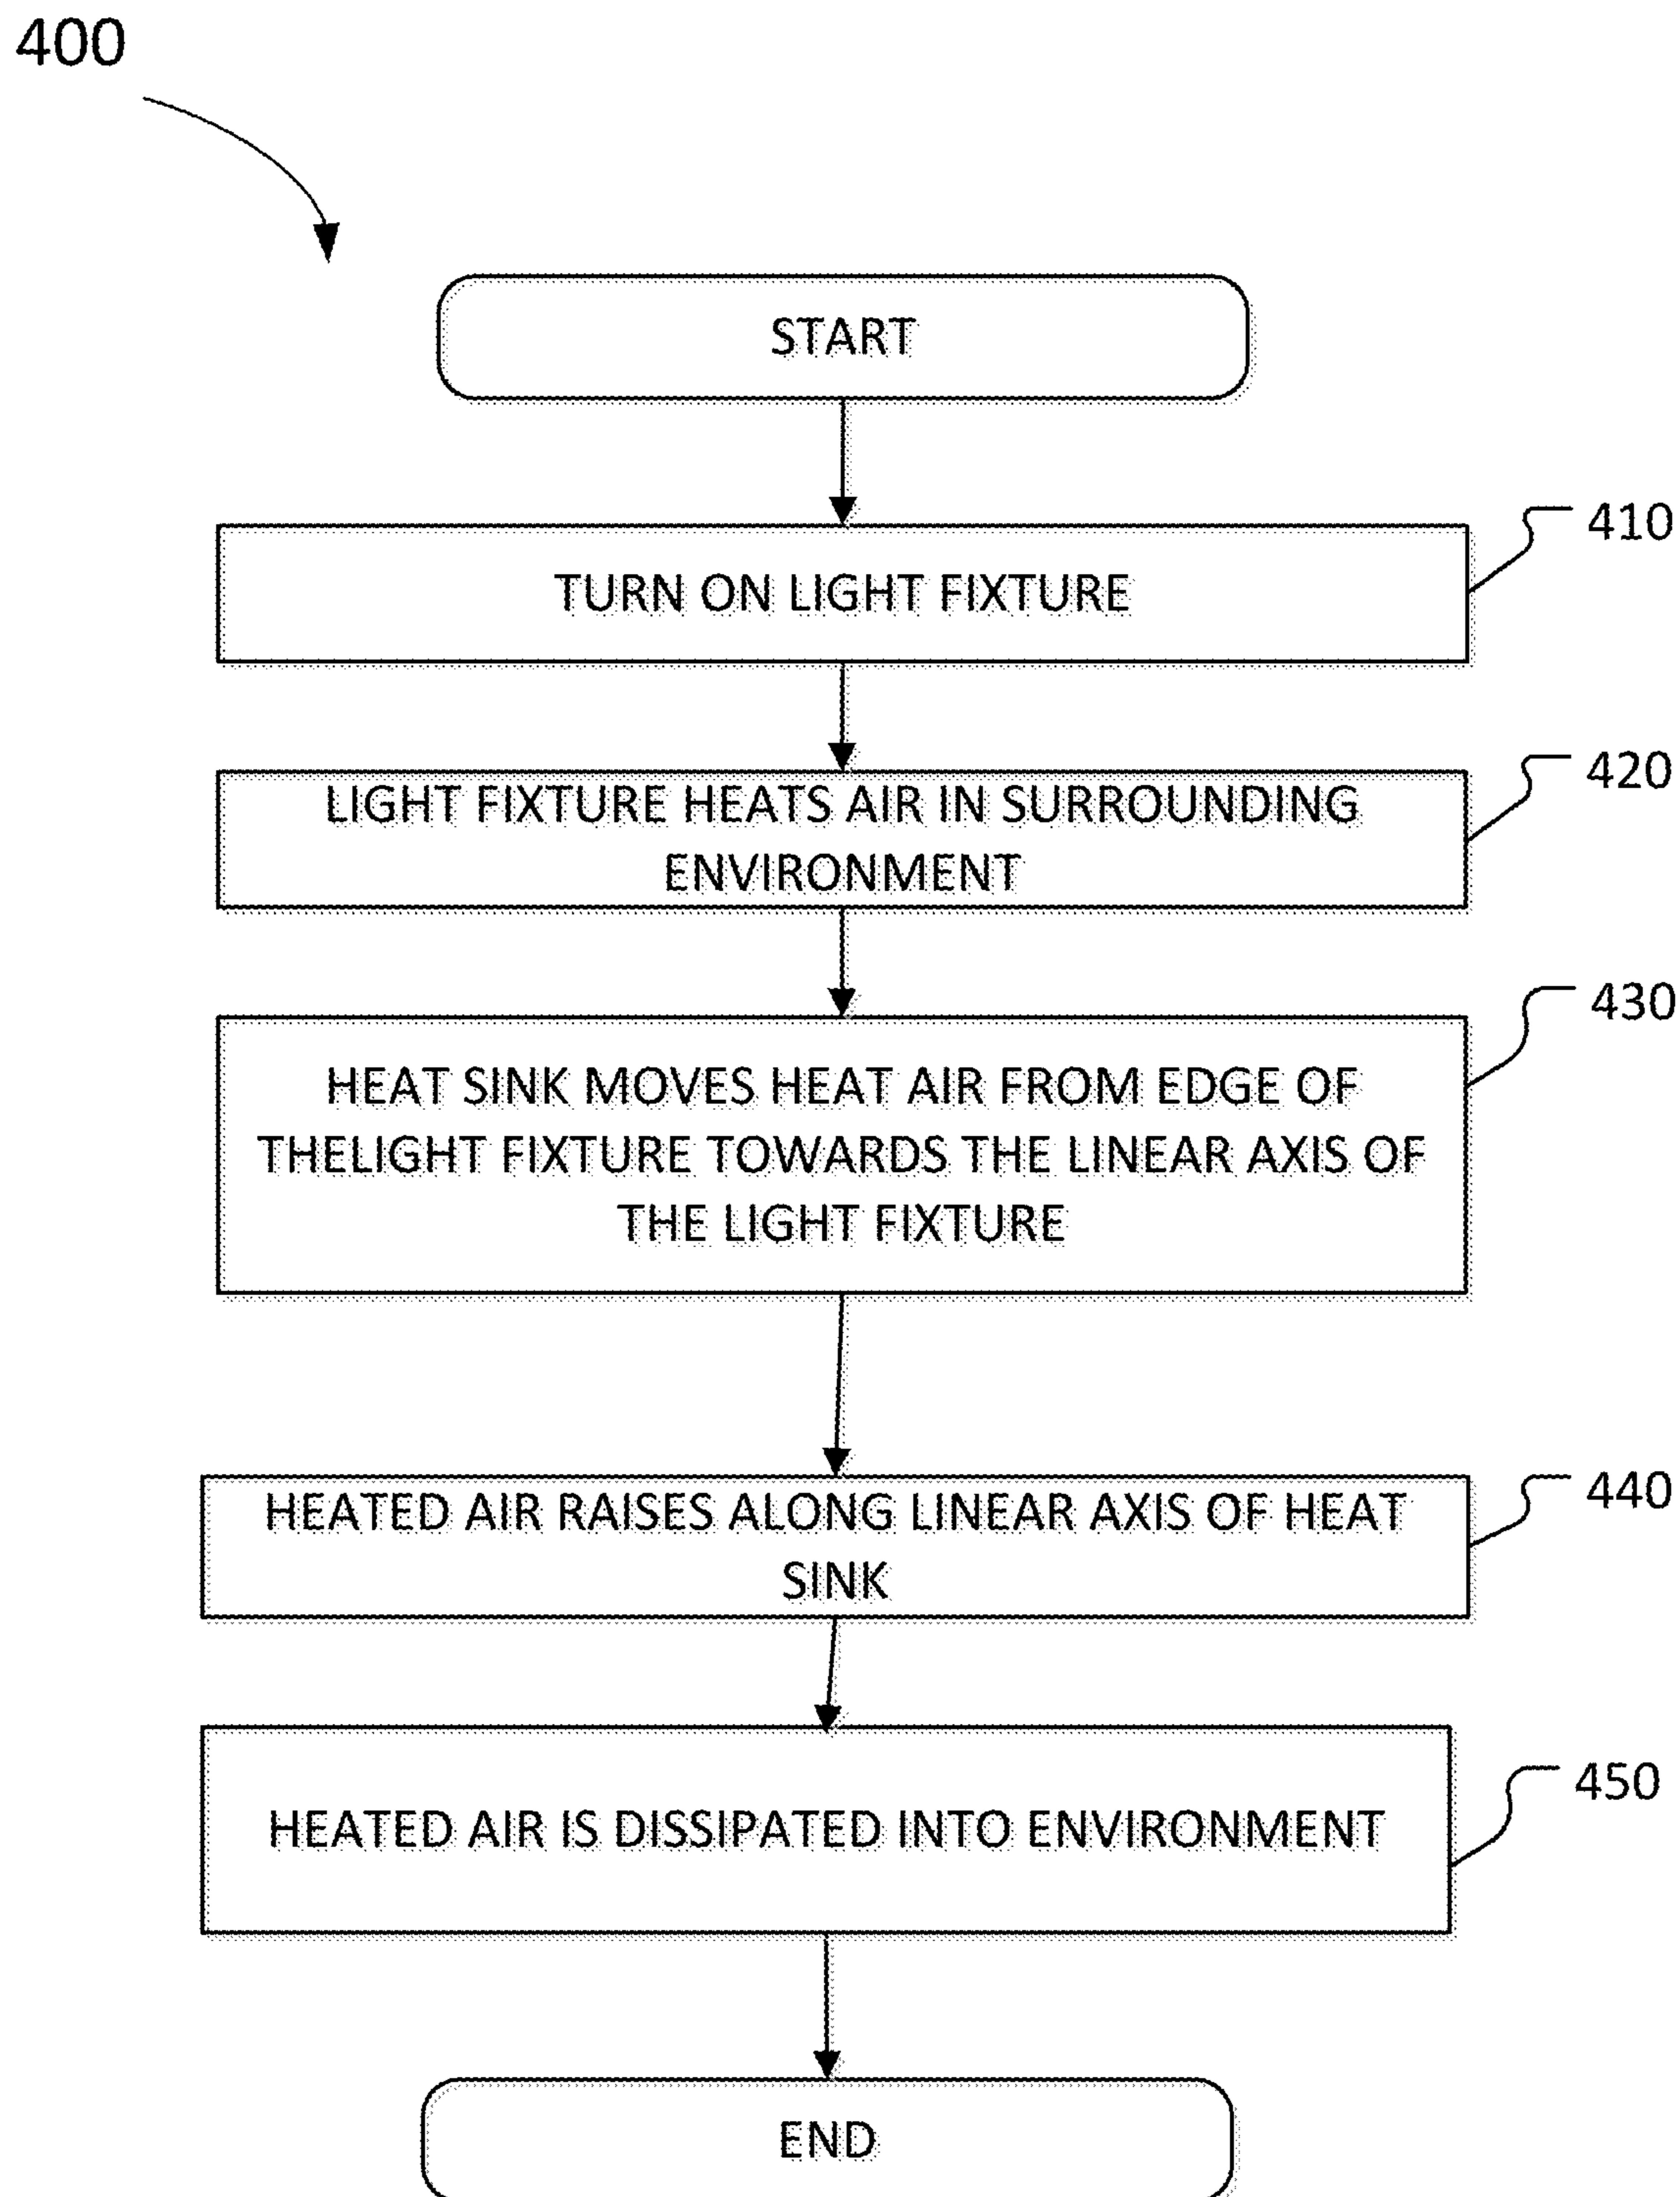 400
START
410
TURN ON LIGHT FIXTURE
420
LIGHT FIXTURE HEATS AIR IN SURROUNDING
ENVIRONMENT
430
HEAT SINK MOVES HEAT AIR FROM EDGE OF
THELIGHT FIXTURE TOWARDS THE LINEAR AXIS OF
THE LIGHT FIXTURE
440
HEATED AIR RAISES ALONG LINEAR AXIS OF HEAT
SINK
450
HEATED AIR IS DISSIPATED INTO ENVIRONMENT
END